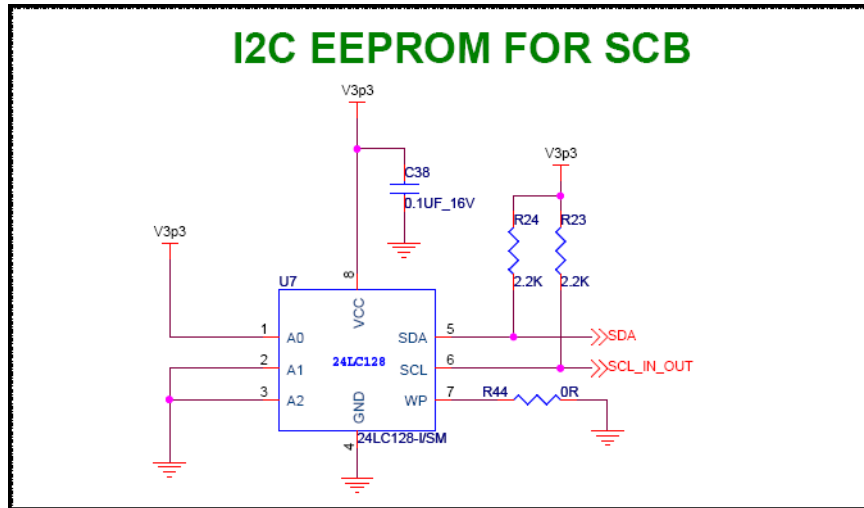 I2C EEPROM FOR SCB
V3p3
V3p3
C38
0.1UF_16V
R24
R23
V3p3
2.2K
2.2K
U7
8
VCC
1
A0
SDA
5
SDA
2
A1
24LC128
SCL
6
SCL_IN_OUT
3
A2
WP
7
R44
0R
GND
4
24LC128-I/SM